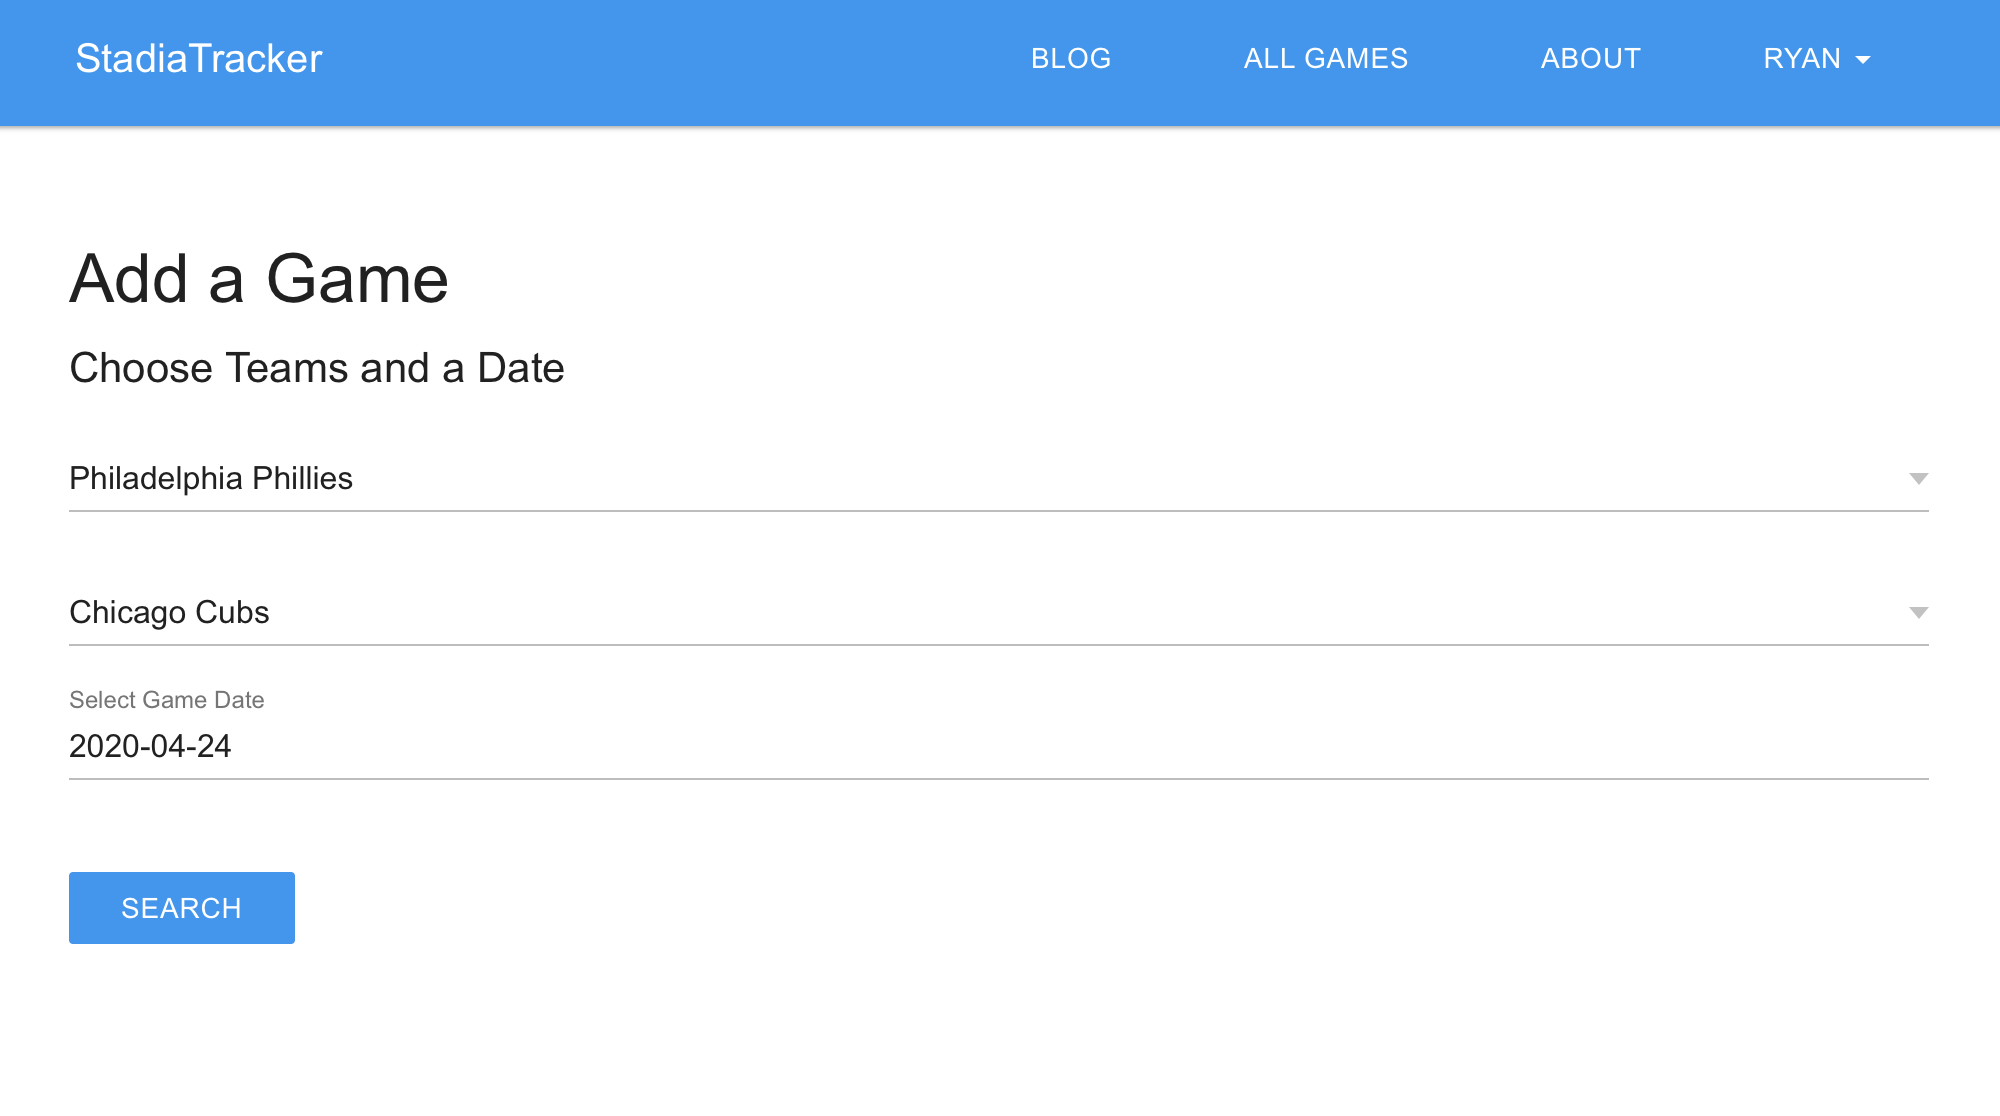 StadiaTracker BLOG ALL GAMES ABOUT RYAN
Add a Game
Choose Teams and a Date
Philadelphia Phillies
Chicago Cubs
Select Game Date
2020-04-24
SEARCH